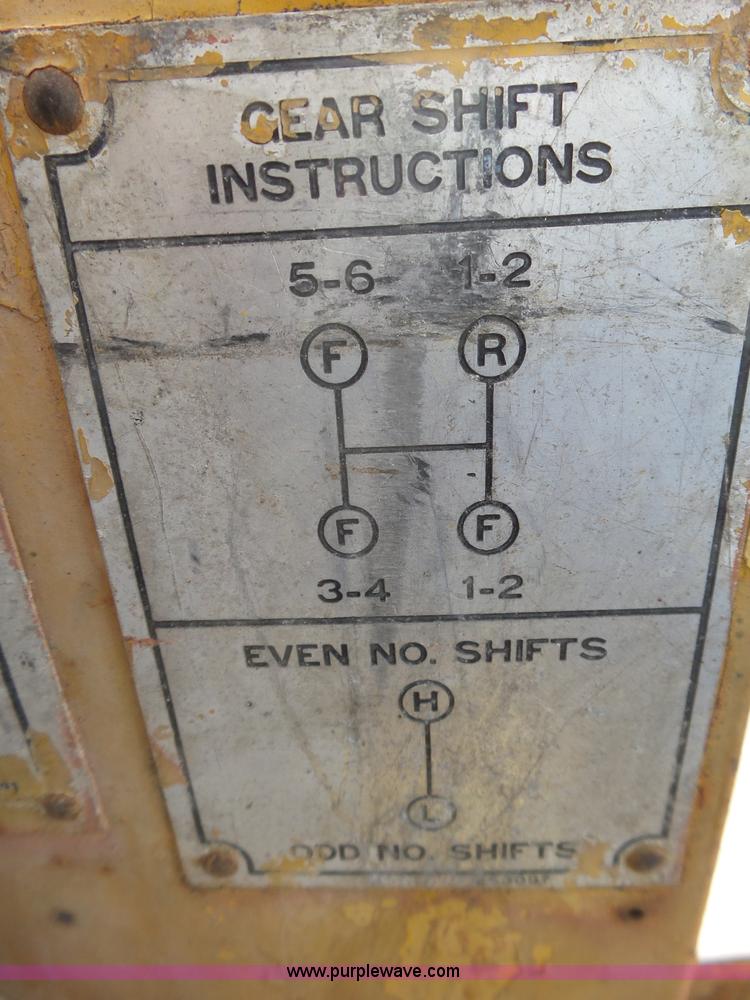 GEAR SHIFT
INSTRUCTIONS
5-6 1-2
F R
F F
3-4 1-2
EVEN NO. SHIFTS
H
L
ODD NO. SHIFTS
www.purplewave.com